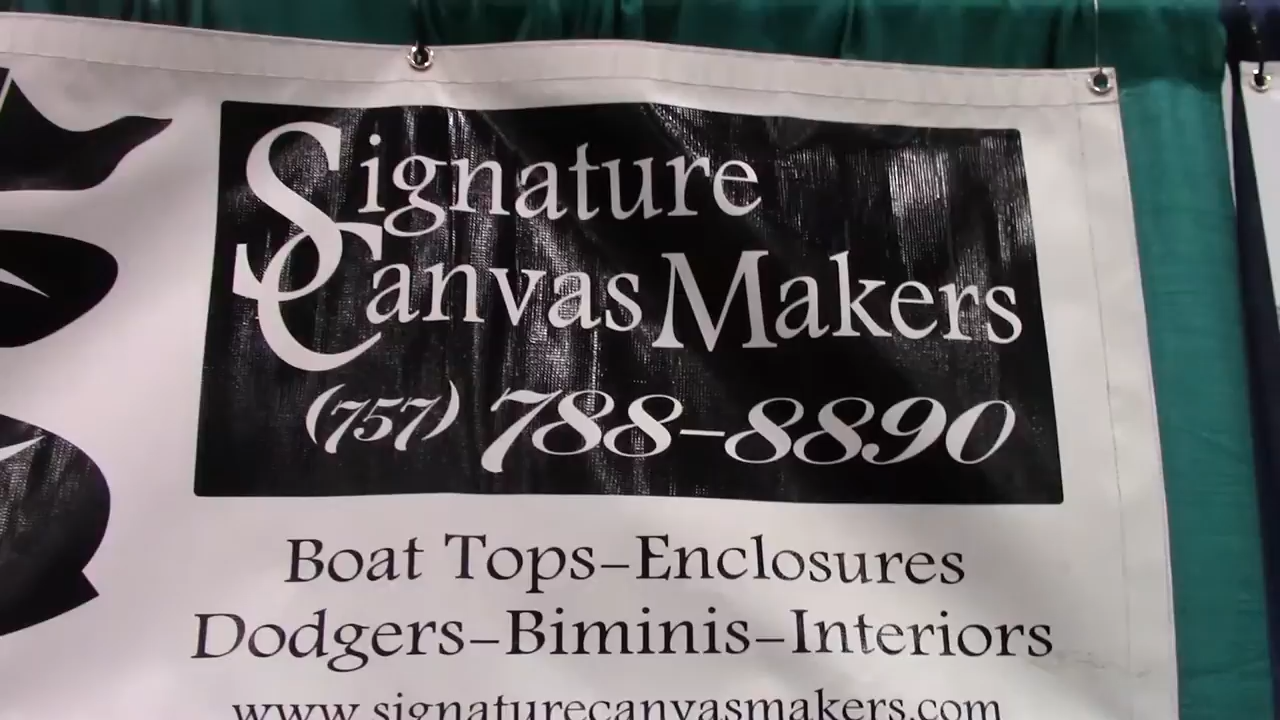 Signature
Canvas Makers
(757) 788-8890
Boat Tops-Enclosures
Dodgers-Biminis-Interiors
www.signaturecanvasmakers.com